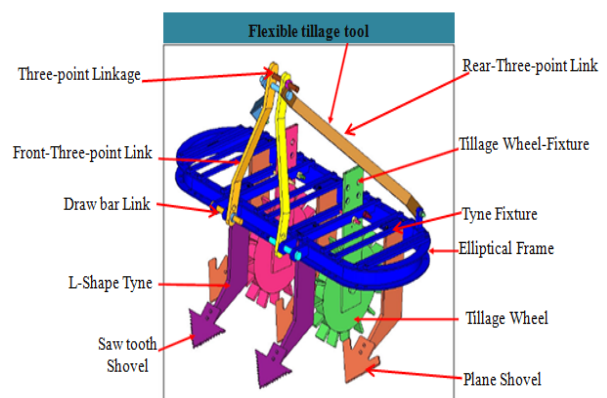 Flexible tillage tool
Three-point Linkage
Rear-Three-point Link
Front-Three-point Link
Tillage Wheel-Fixture
Draw bar Link
Tyne Fixture
Elliptical Frame
L-Shape Tyne
Tillage Wheel
Saw tooth
Shovel
Plane Shovel